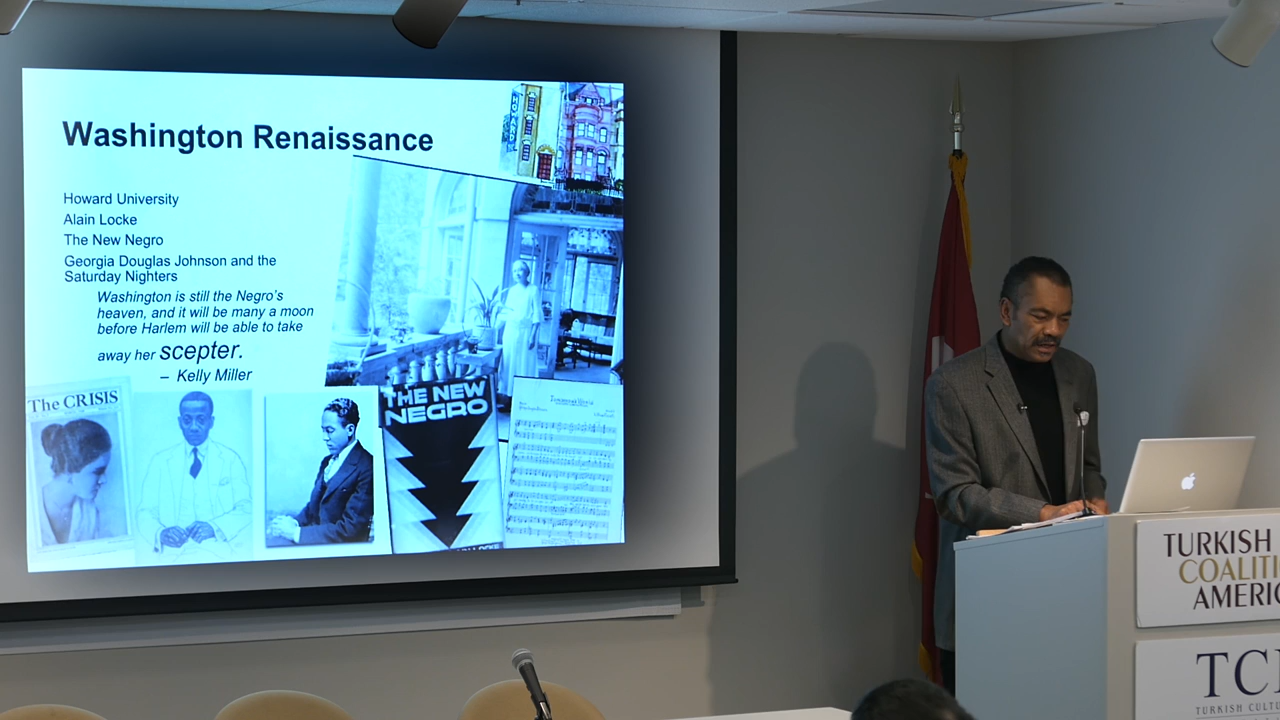 Washington Renaissance
Howard University
Alain Locke
The New Negro
Georgia Douglas Johnson and the
Saturday Nighters
Washington is still the Negro's
heaven, and it will be many a moon
before Harlem will be able to take
away her scepter.
– Kelly Miller
HOWARD
The CRISIS
THE NEW
NEGRO
TURKISH
COALITI
AMERIC
TC
TURKISH CULTU